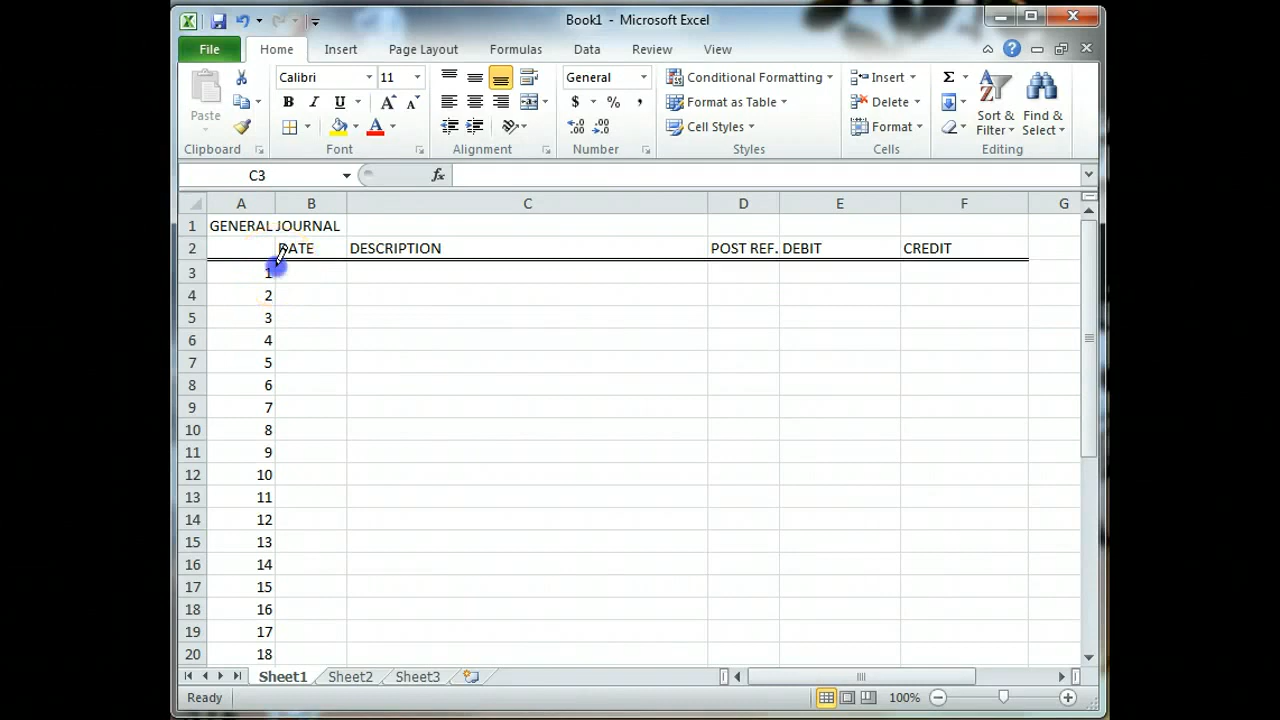 Book1 - Microsoft Excel
File Home Insert Page Layout Formulas Data Review View
Paste
Clipboard
Calibri 11
B I U A A
A
Font
Alignment
General
$ % ,
Number
Conditional Formatting
Format as Table
Cell Styles
Styles
Insert
Delete
Format
Cells
Σ
Sort & Filter
Find & Select
Editing
C3 fx
A B C D E F G
1 GENERAL JOURNAL
2 DATE DESCRIPTION POST REF. DEBIT CREDIT
3 1
4 2
5 3
6 4
7 5
8 6
9 7
10 8
11 9
12 10
13 11
14 12
15 13
16 14
17 15
18 16
19 17
20 18
Sheet1 Sheet2 Sheet3
Ready 100%